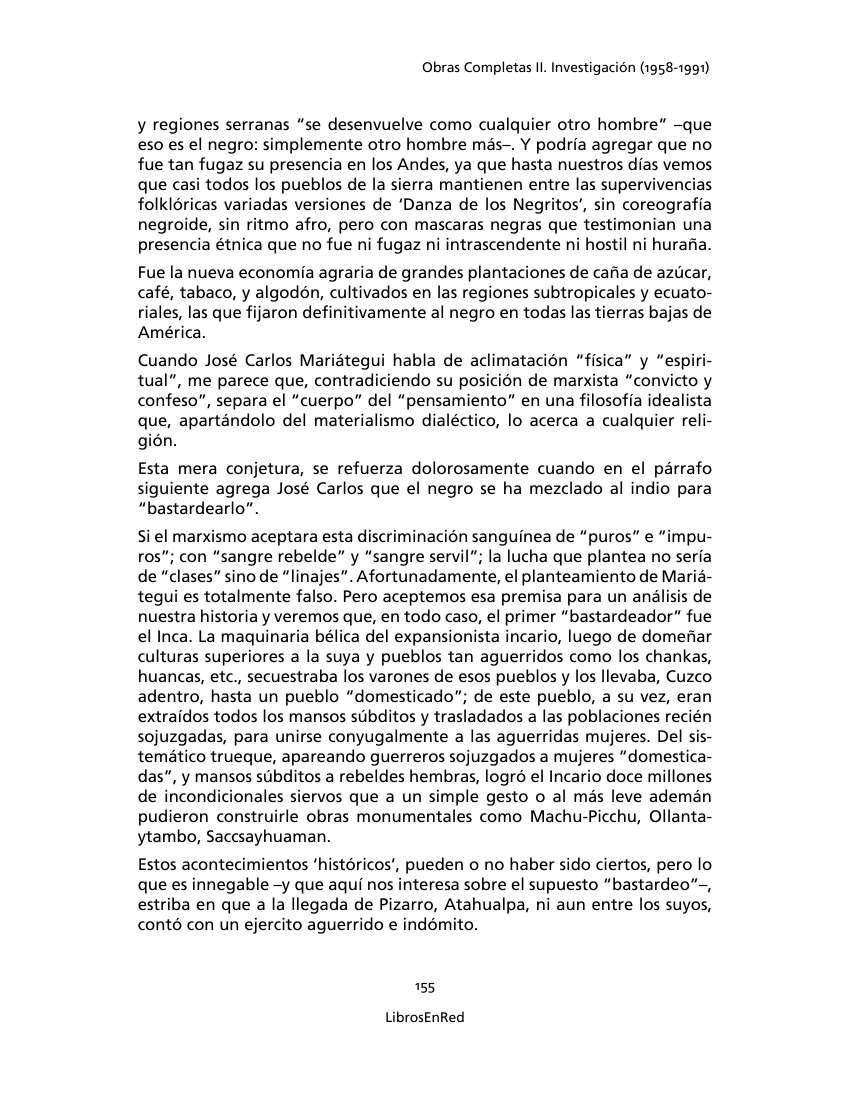 Obras Completas II. Investigación (1958-1991)
y regiones serranas “se desenvuelve como cualquier otro hombre” –que
eso es el negro: simplemente otro hombre más–. Y podría agregar que no
fue tan fugaz su presencia en los Andes, ya que hasta nuestros días vemos
que casi todos los pueblos de la sierra mantienen entre las supervivencias
folklóricas variadas versiones de ‘Danza de los Negritos’, sin coreografía
negroide, sin ritmo afro, pero con mascaras negras que testimonian una
presencia étnica que no fue ni fugaz ni intrascendente ni hostil ni huraña.
Fue la nueva economía agraria de grandes plantaciones de caña de azúcar,
café, tabaco, y algodón, cultivados en las regiones subtropicales y ecuato-
riales, las que fijaron definitivamente al negro en todas las tierras bajas de
América.
Cuando José Carlos Mariátegui habla de aclimatación “física” y “espiri-
tual”, me parece que, contradiciendo su posición de marxista “convicto y
confeso”, separa el “cuerpo” del “pensamiento” en una filosofía idealista
que, apartándolo del materialismo dialéctico, lo acerca a cualquier reli-
gión.
Esta mera conjetura, se refuerza dolorosamente cuando en el párrafo
siguiente agrega José Carlos que el negro se ha mezclado al indio para
“bastardearlo”.
Si el marxismo aceptara esta discriminación sanguínea de “puros” e “impu-
ros”; con “sangre rebelde” y “sangre servil”; la lucha que plantea no sería
de “clases” sino de “linajes”. Afortunadamente, el planteamiento de Mariá-
tegui es totalmente falso. Pero aceptemos esa premisa para un análisis de
nuestra historia y veremos que, en todo caso, el primer “bastardeador” fue
el Inca. La maquinaria bélica del expansionista incario, luego de domeñar
culturas superiores a la suya y pueblos tan aguerridos como los chankas,
huancas, etc., secuestraba los varones de esos pueblos y los llevaba, Cuzco
adentro, hasta un pueblo “domesticado”; de este pueblo, a su vez, eran
extraídos todos los mansos súbditos y trasladados a las poblaciones recién
sojuzgadas, para unirse conyugalmente a las aguerridas mujeres. Del sis-
temático trueque, apareando guerreros sojuzgados a mujeres “domestica-
das”, y mansos súbditos a rebeldes hembras, logró el Incario doce millones
de incondicionales siervos que a un simple gesto o al más leve ademán
pudieron construirle obras monumentales como Machu-Picchu, Ollanta-
ytambo, Saccsayhuaman.
Estos acontecimientos ‘históricos’, pueden o no haber sido ciertos, pero lo
que es innegable –y que aquí nos interesa sobre el supuesto “bastardeo”–,
estriba en que a la llegada de Pizarro, Atahualpa, ni aun entre los suyos,
contó con un ejercito aguerrido e indómito.
155
LibrosEnRed